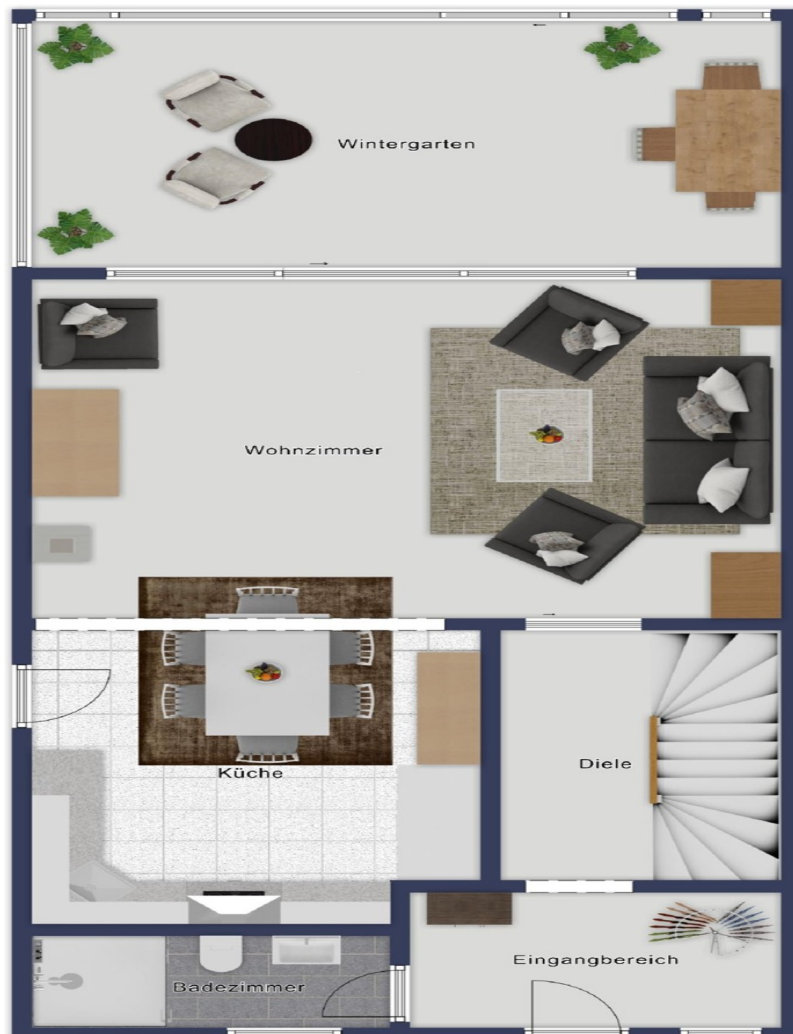 Wintergarten
Wohnzimmer
Küche
Diele
Eingangbereich
Badezimmer